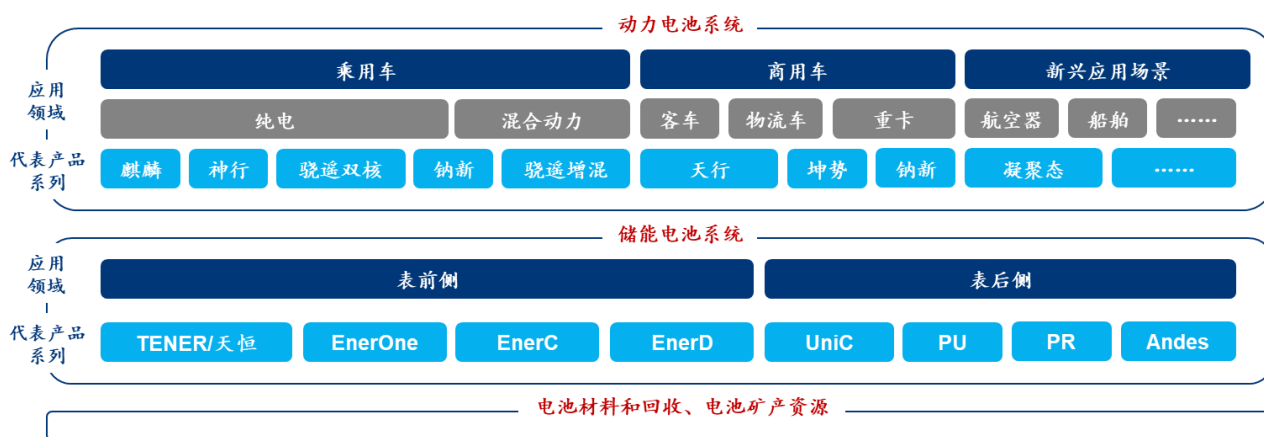 动力电池系统
应用领域
乘用车 商用车 新兴应用场景
纯电 混合动力 客车 物流车 重卡 航空器 船舶 ……
代表产品系列
麒麟 神行 骁遥双核 钠新 骁遥增混 天行 坤势 钠新 凝聚态 ……
储能电池系统
应用领域
表前侧 表后侧
代表产品系列
TENER/天恒 EnerOne EnerC EnerD UniC PU PR Andes
电池材料和回收、电池矿产资源